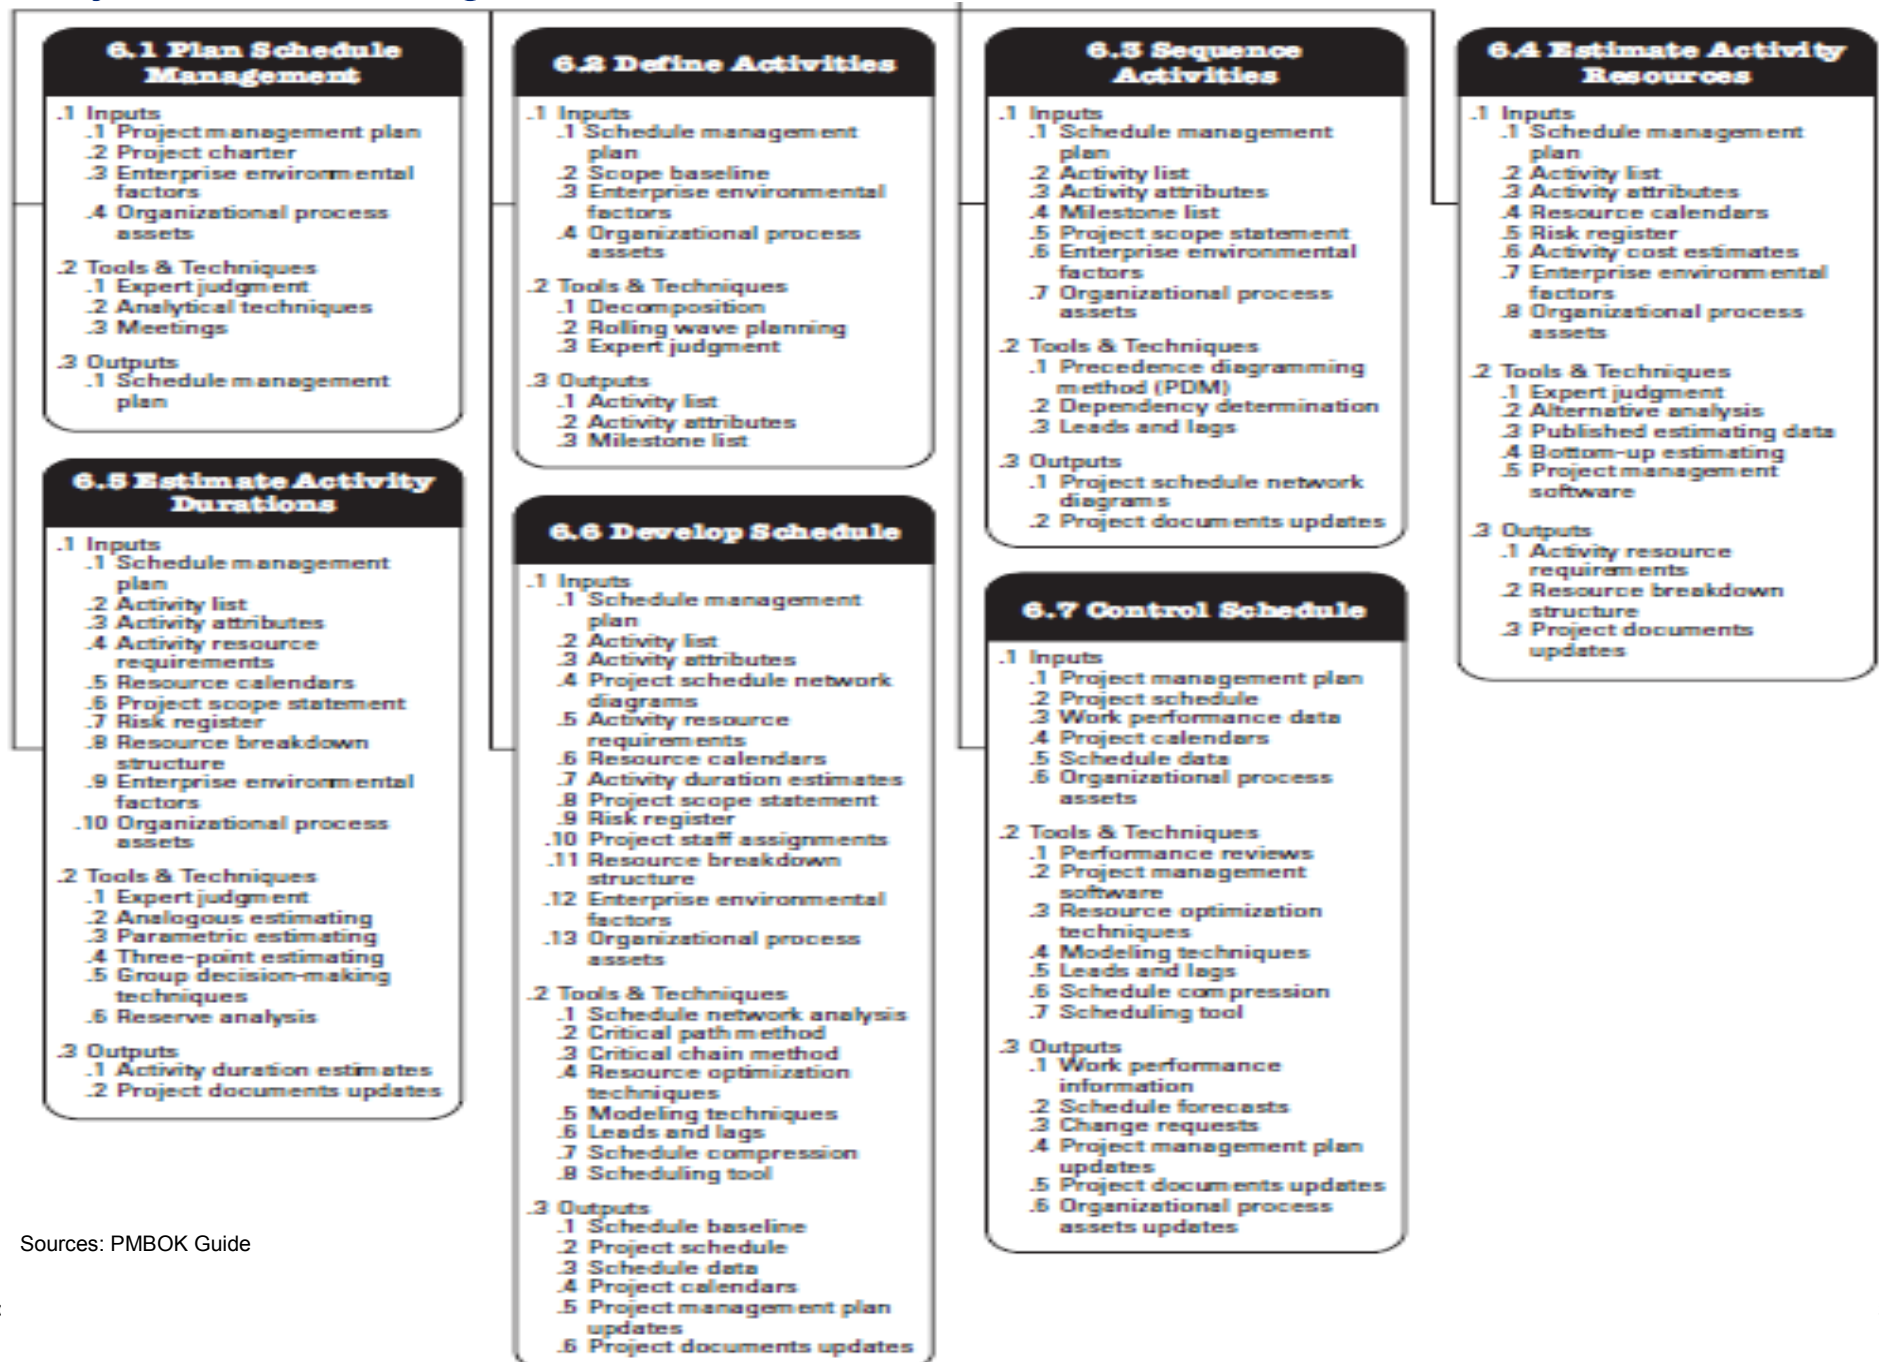 6.1 Plan Schedule
Management
.1 Inputs
.1 Project management plan
.2 Project charter
.3 Enterprise environmental
factors
.4 Organizational process
assets
.2 Tools & Techniques
.1 Expert judgment
.2 Analytical techniques
.3 Meetings
.3 Outputs
.1 Schedule management
plan
6.2 Define Activities
.1 Inputs
.1 Schedule management
plan
.2 Scope baseline
.3 Enterprise environmental
factors
.4 Organizational process
assets
.2 Tools & Techniques
.1 Decomposition
.2 Rolling wave planning
.3 Expert judgment
.3 Outputs
.1 Activity list
.2 Activity attributes
.3 Milestone list
6.3 Sequence
Activities
.1 Inputs
.1 Schedule management
plan
.2 Activity list
.3 Activity attributes
.4 Milestone list
.5 Project scope statement
.6 Enterprise environmental
factors
.7 Organizational process
assets
.2 Tools & Techniques
.1 Precedence diagramming
method (PDM)
.2 Dependency determination
.3 Leads and lags
.3 Outputs
.1 Project schedule network
diagrams
.2 Project documents updates
6.4 Estimate Activity
Resources
.1 Inputs
.1 Schedule management
plan
.2 Activity list
.3 Activity attributes
.4 Resource calendars
.5 Risk register
.6 Activity cost estimates
.7 Enterprise environmental
factors
.8 Organizational process
assets
.2 Tools & Techniques
.1 Expert judgment
.2 Alternative analysis
.3 Published estimating data
.4 Bottom-up estimating
.5 Project management
software
.3 Outputs
.1 Activity resource
requirements
.2 Resource breakdown
structure
.3 Project documents
updates
6.5 Estimate Activity
Durations
.1 Inputs
.1 Schedule management
plan
.2 Activity list
.3 Activity attributes
.4 Activity resource
requirements
.5 Resource calendars
.6 Project scope statement
.7 Risk register
.8 Resource breakdown
structure
.9 Enterprise environmental
factors
.10 Organizational process
assets
.2 Tools & Techniques
.1 Expert judgment
.2 Analogous estimating
.3 Parametric estimating
.4 Three-point estimating
.5 Group decision-making
techniques
.6 Reserve analysis
.3 Outputs
.1 Activity duration estimates
.2 Project documents updates
6.6 Develop Schedule
.1 Inputs
.1 Schedule management
plan
.2 Activity list
.3 Activity attributes
.4 Project schedule network
diagrams
.5 Activity resource
requirements
.6 Resource calendars
.7 Activity duration estimates
.8 Project scope statement
.9 Risk register
.10 Project staff assignments
.11 Resource breakdown
structure
.12 Enterprise environmental
factors
.13 Organizational process
assets
.2 Tools & Techniques
.1 Schedule network analysis
.2 Critical path method
.3 Critical chain method
.4 Resource optimization
techniques
.5 Modeling techniques
.6 Leads and lags
.7 Schedule compression
.8 Scheduling tool
.3 Outputs
.1 Schedule baseline
.2 Project schedule
.3 Schedule data
.4 Project calendars
.5 Project management plan
updates
.6 Project documents updates
6.7 Control Schedule
.1 Inputs
.1 Project management plan
.2 Project schedule
.3 Work performance data
.4 Project calendars
.5 Schedule data
.6 Organizational process
assets
.2 Tools & Techniques
.1 Performance reviews
.2 Project management
software
.3 Resource optimization
techniques
.4 Modeling techniques
.5 Leads and lags
.6 Schedule compression
.7 Scheduling tool
.3 Outputs
.1 Work performance
information
.2 Schedule forecasts
.3 Change requests
.4 Project management plan
updates
.5 Project documents updates
.6 Organizational process
assets updates
Sources: PMBOK Guide